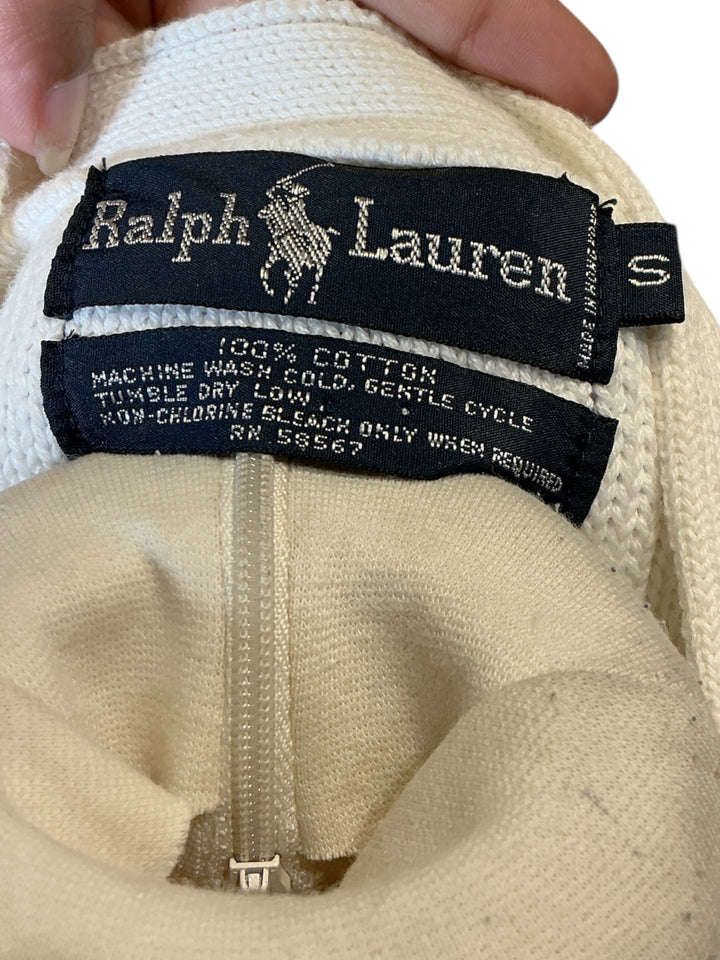 Ralph Lauren
S
MADE IN HONG KONG
100% COTTON
MACHINE WASH COLD, GENTLE CYCLE
TUMBLE DRY LOW
NON-CHLORINE BLEACH ONLY WHEN REQUIRED
RN 58567